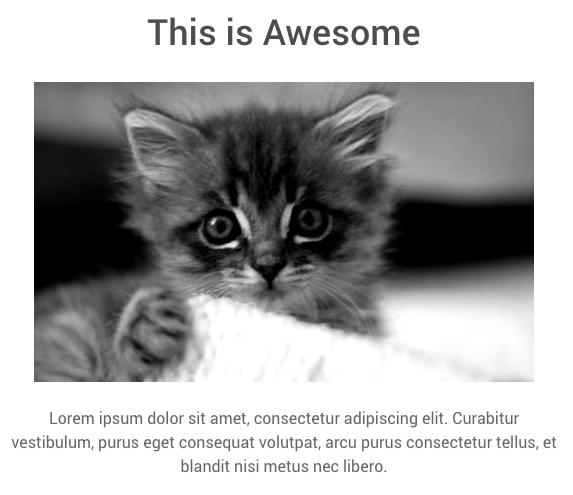 This is Awesome
Lorem ipsum dolor sit amet, consectetur adipiscing elit. Curabitur
vestibulum, purus eget consequat volutpat, arcu purus consectetur tellus, et
blandit nisi metus nec libero.